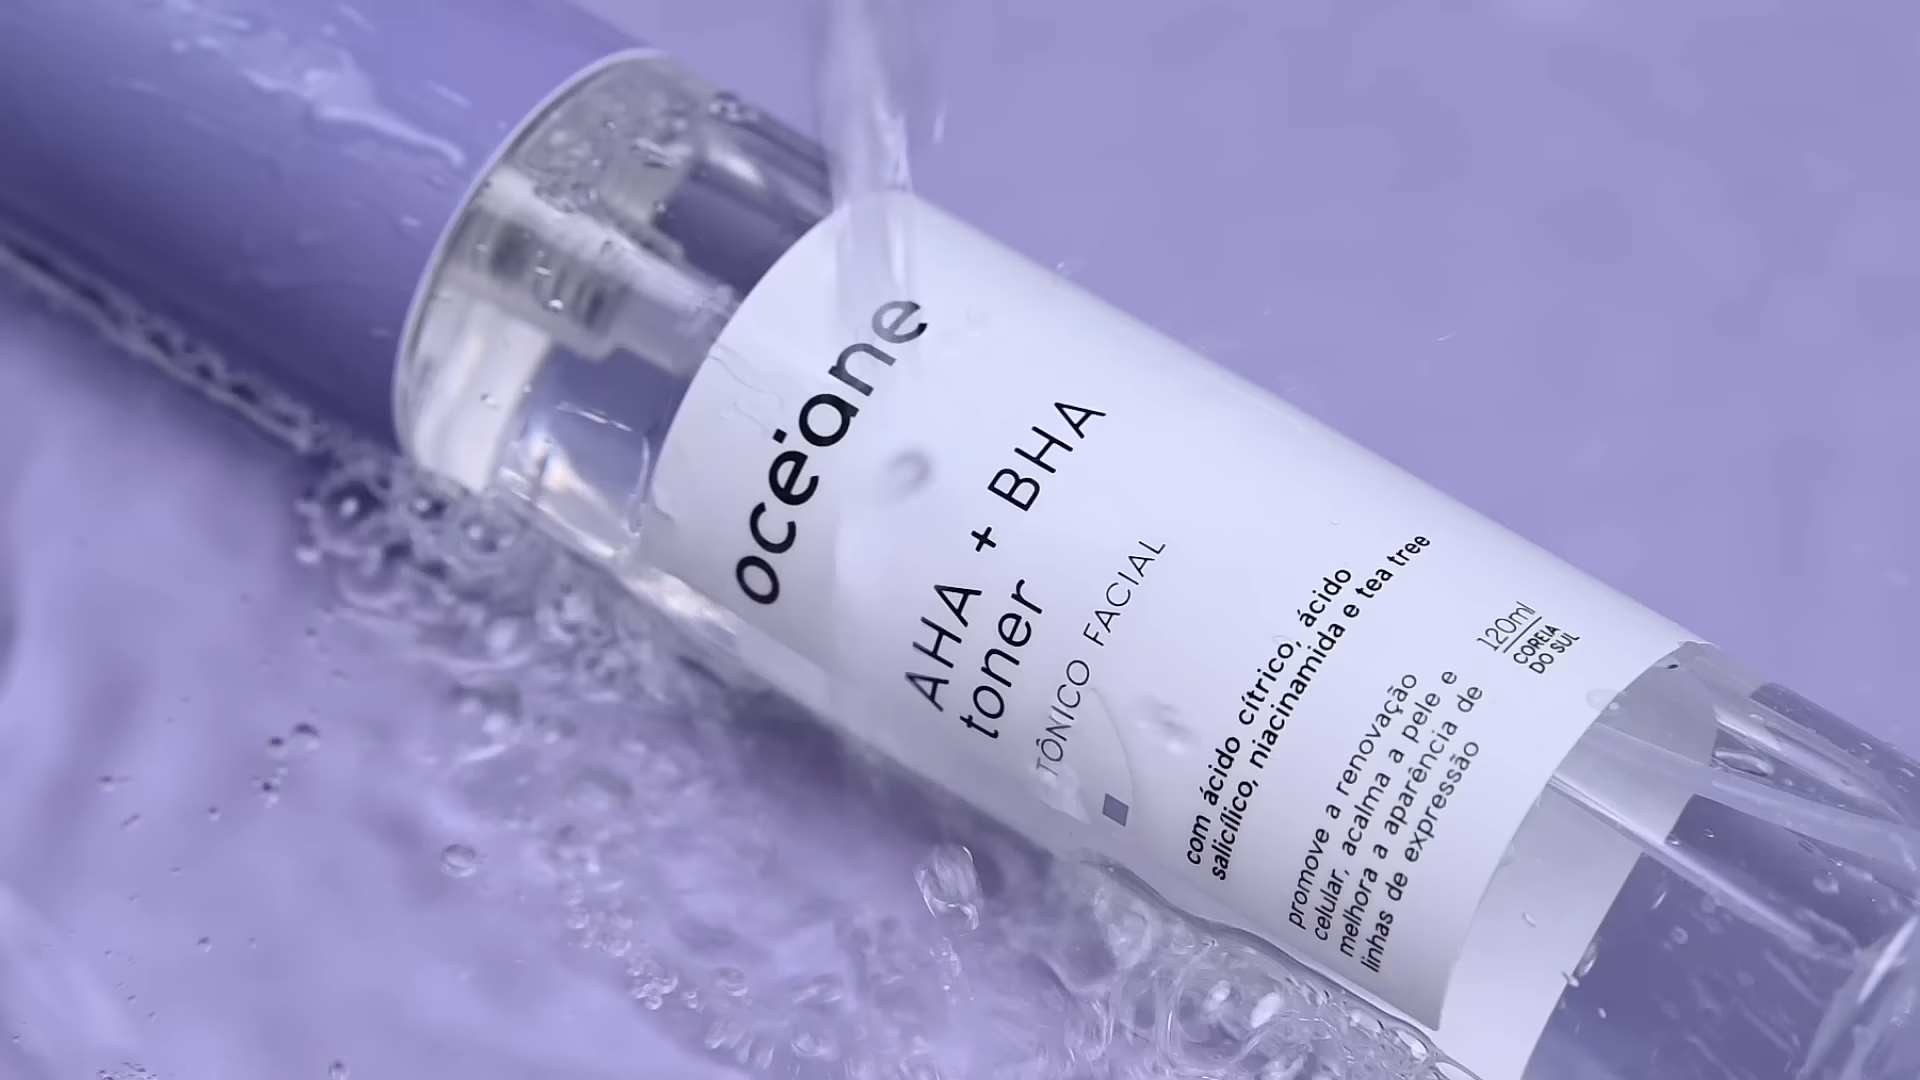 oceäne
AHA + BHA
toner
TÔNICO FACIAL
com ácido cítrico, ácido
salicílico, niacinamida e tea tree
promove a renovação
celular, acalma a pele e
melhora a aparência de
linhas de expressão
120ml
COREIA
DO SUL